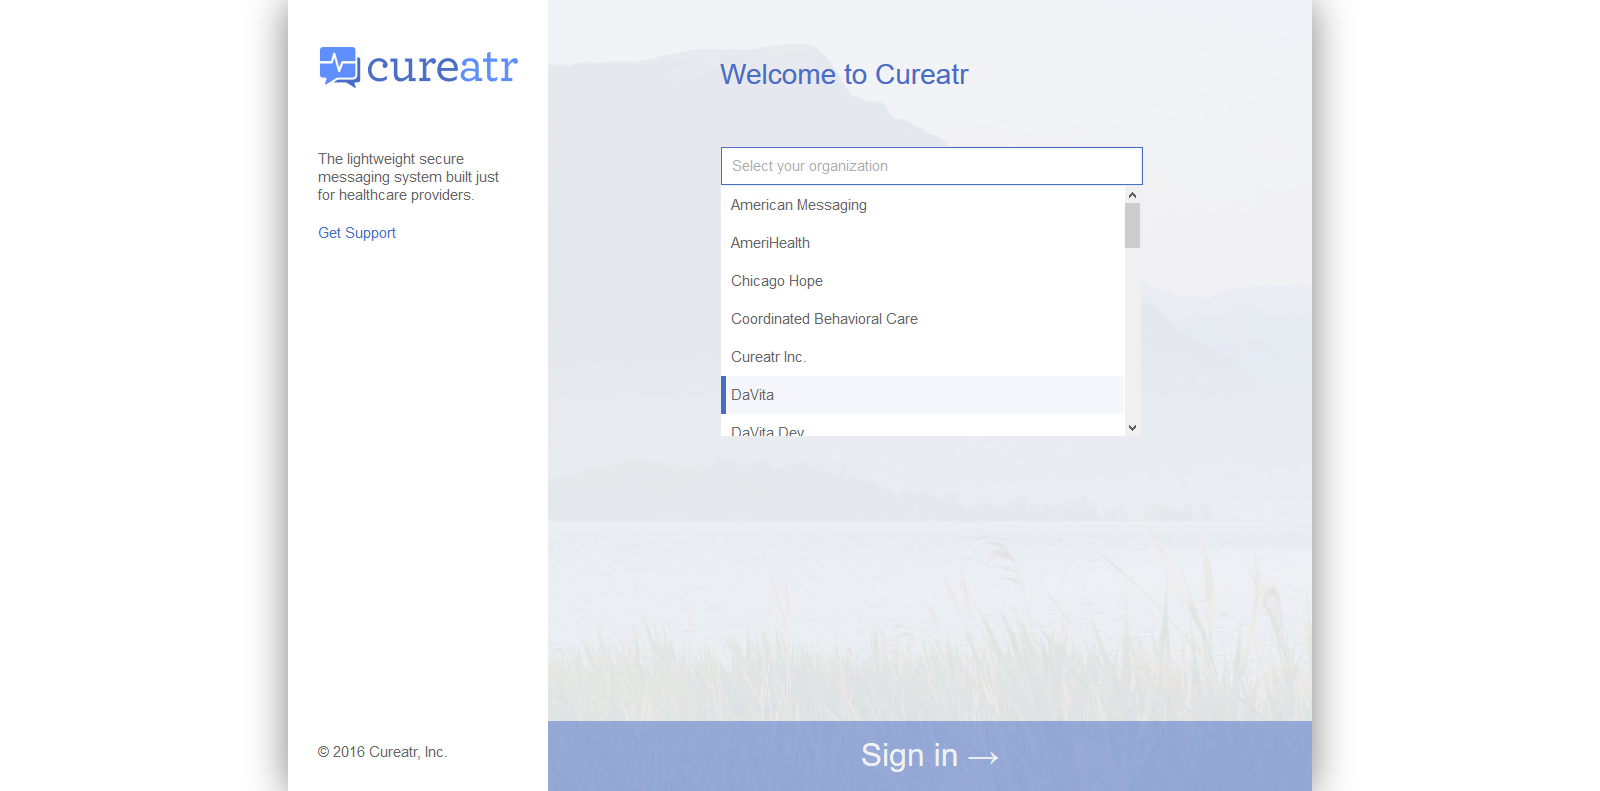 cureatr
The lightweight secure
messaging system built just
for healthcare providers.
Get Support
© 2016 Cureatr, Inc.
Welcome to Cureatr
Select your organization
American Messaging
AmeriHealth
Chicago Hope
Coordinated Behavioral Care
Cureatr Inc.
DaVita
DaVita Dev
Sign in →